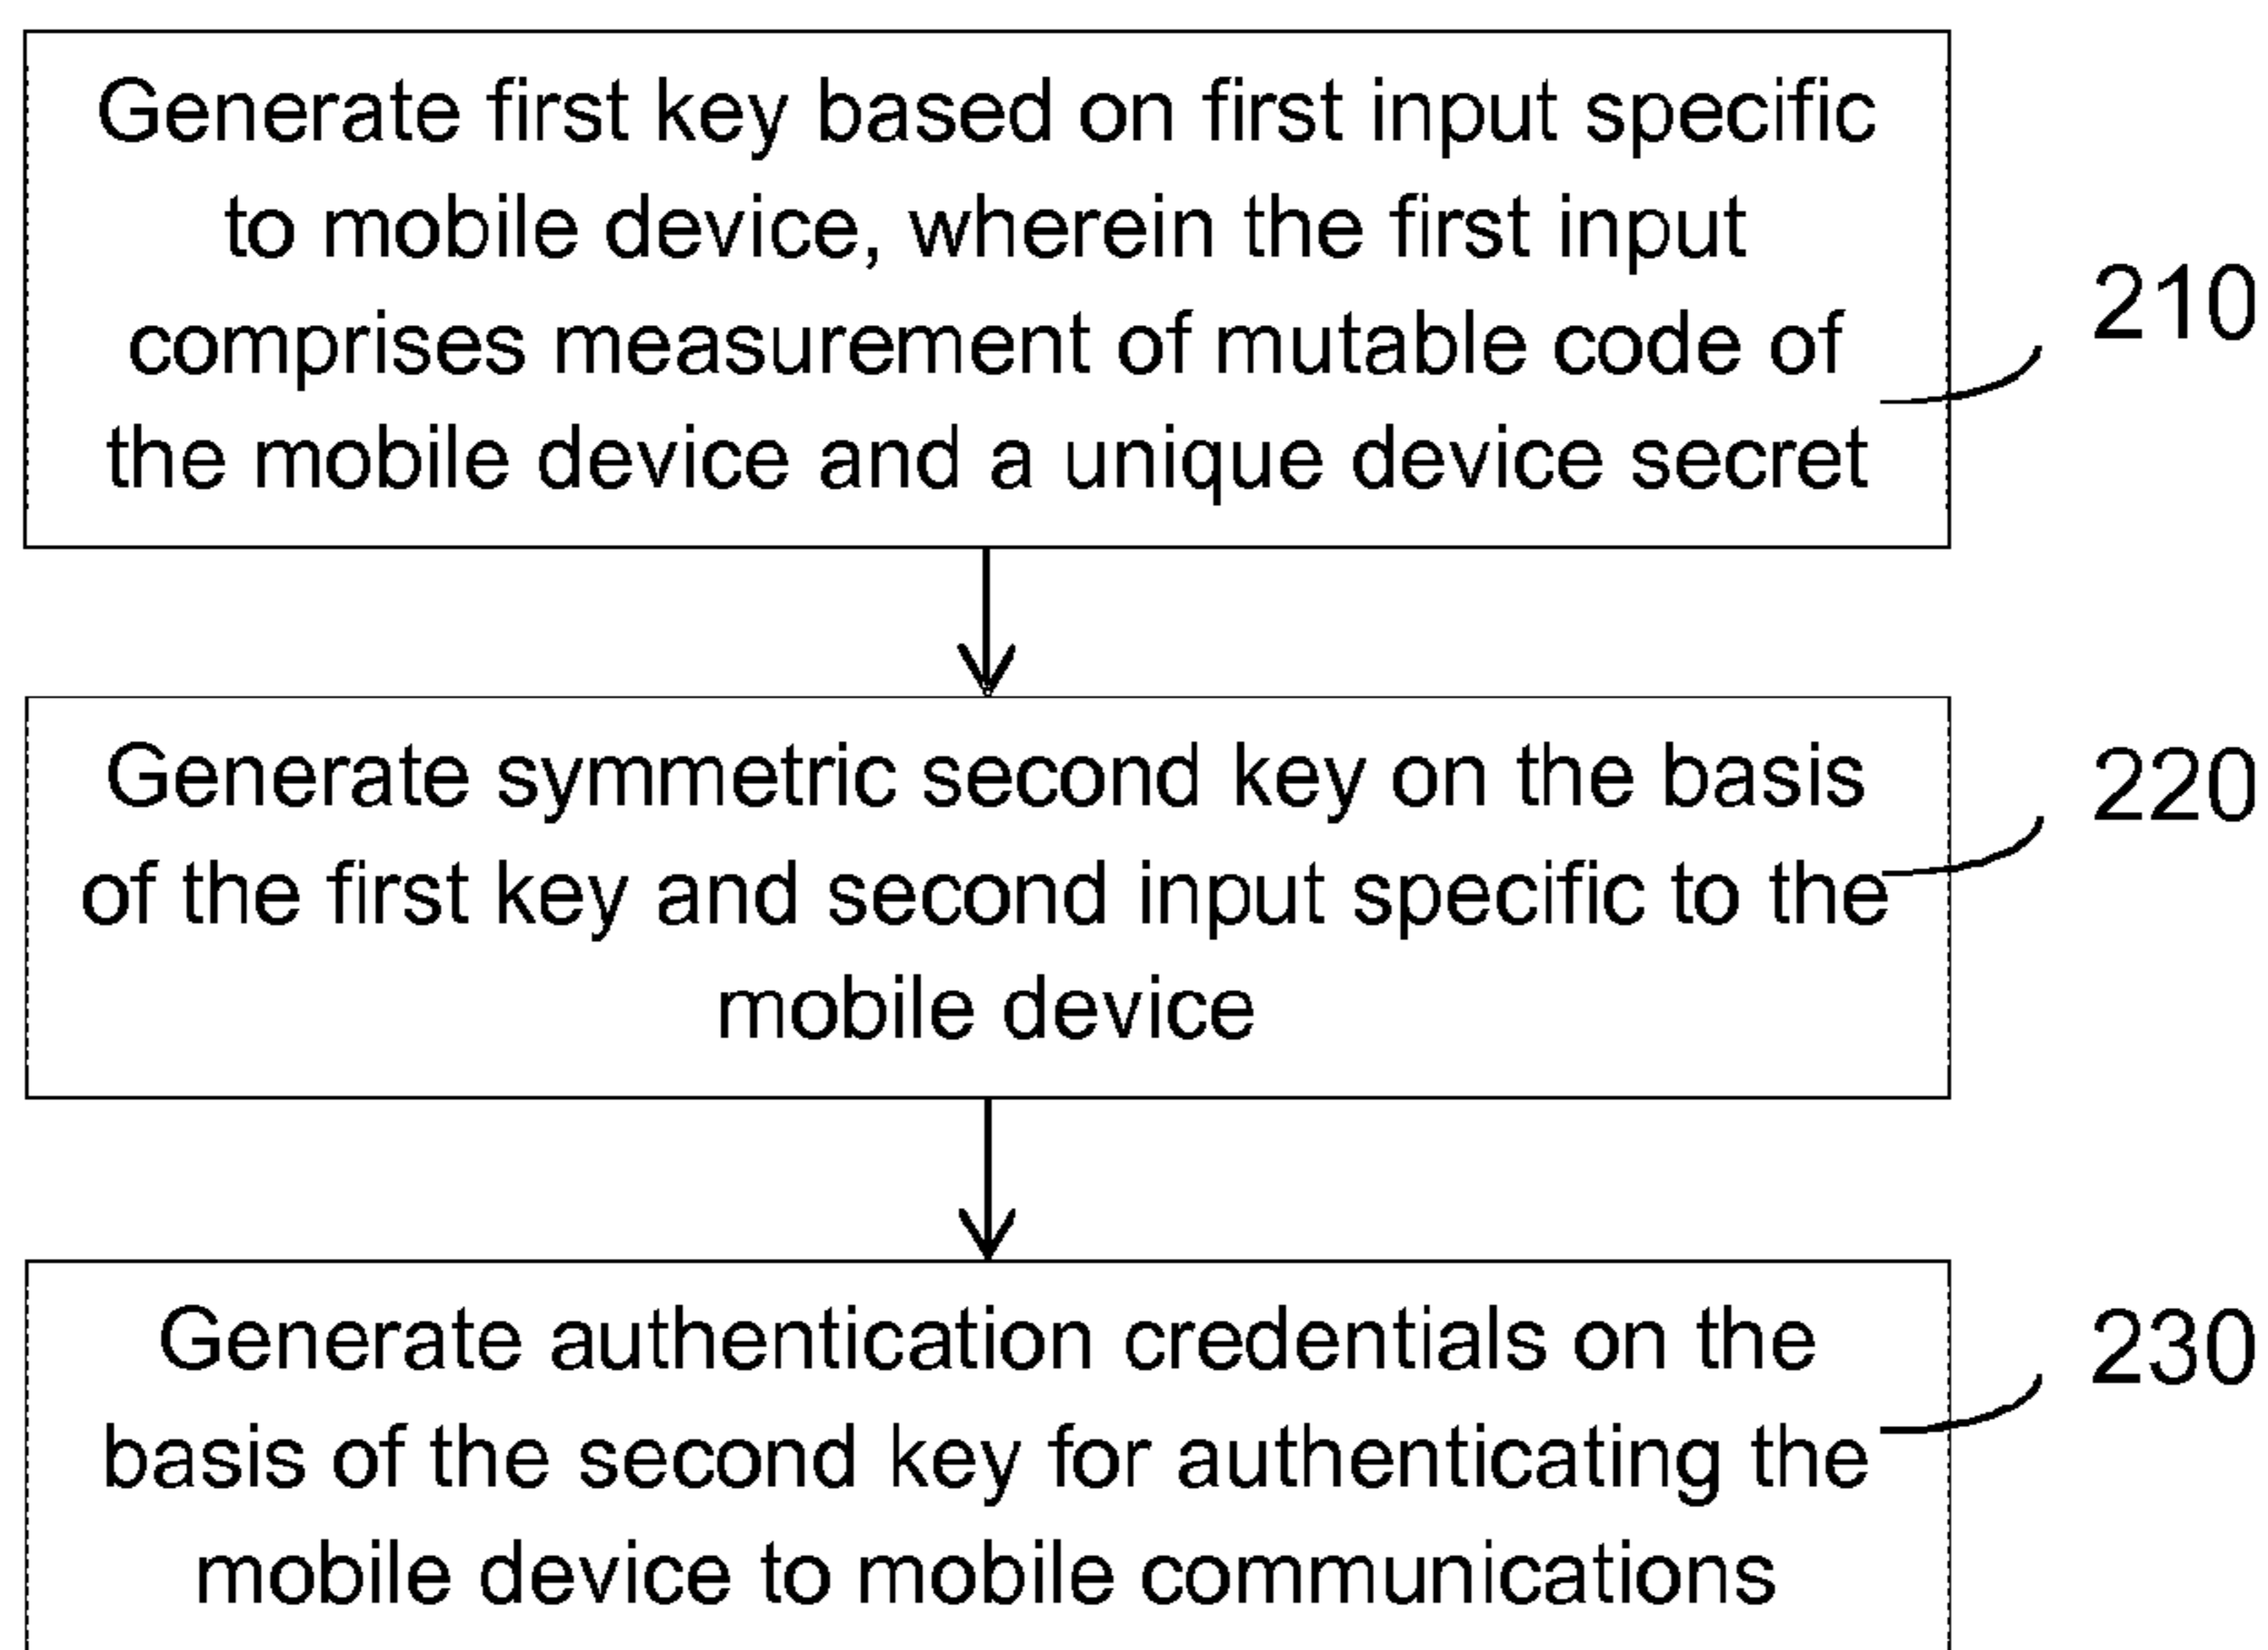 Generate first key based on first input specific
to mobile device, wherein the first input
comprises measurement of mutable code of
the mobile device and a unique device secret
210
Generate symmetric second key on the basis
of the first key and second input specific to the
mobile device
220
Generate authentication credentials on the
basis of the second key for authenticating the
mobile device to mobile communications
230